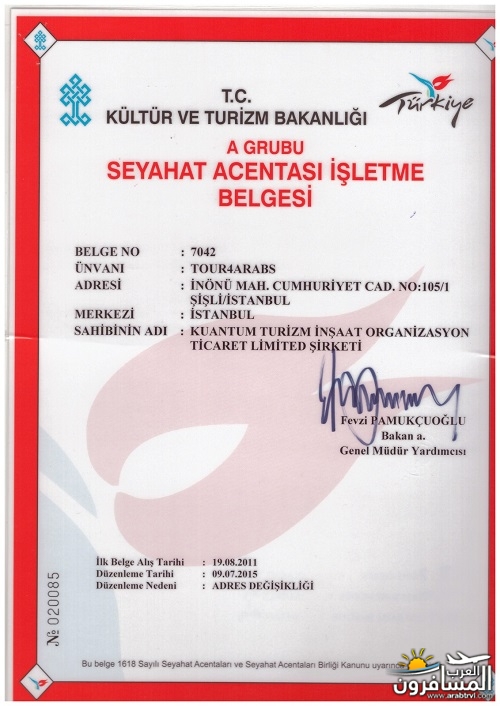 T.C.
KÜLTÜR VE TURİZM BAKANLIĞI
Türkiye
A GRUBU
SEYAHAT ACENTASI İŞLETME
BELGESİ
BELGE NO : 7042
ÜNVANI : TOUR4ARABS
ADRESİ : İNÖNÜ MAH. CUMHURİYET CAD. NO:105/1
ŞİŞLİ/İSTANBUL
MERKEZİ : İSTANBUL
SAHİBİNİN ADI : KUANTUM TURİZM İNŞAAT ORGANIZASYON
TİCARET LİMITED ŞİRKETİ
Fevzi PAMUKÇUOĞLU
Bakan a.
Genel Müdür Yardımcısı
İlk Belge Alış Tarihi : 19.08.2011
Düzenleme Tarihi : 09.07.2015
Düzenleme Nedeni : ADRES DEĞİŞİKLİĞİ
№ 020085
Bu belge 1618 Sayılı Seyahat Acentaları ve Seyahat Acentaları Birliği Kanunu uyarınca
العرب
المسافرون
www.arabtrvl.com